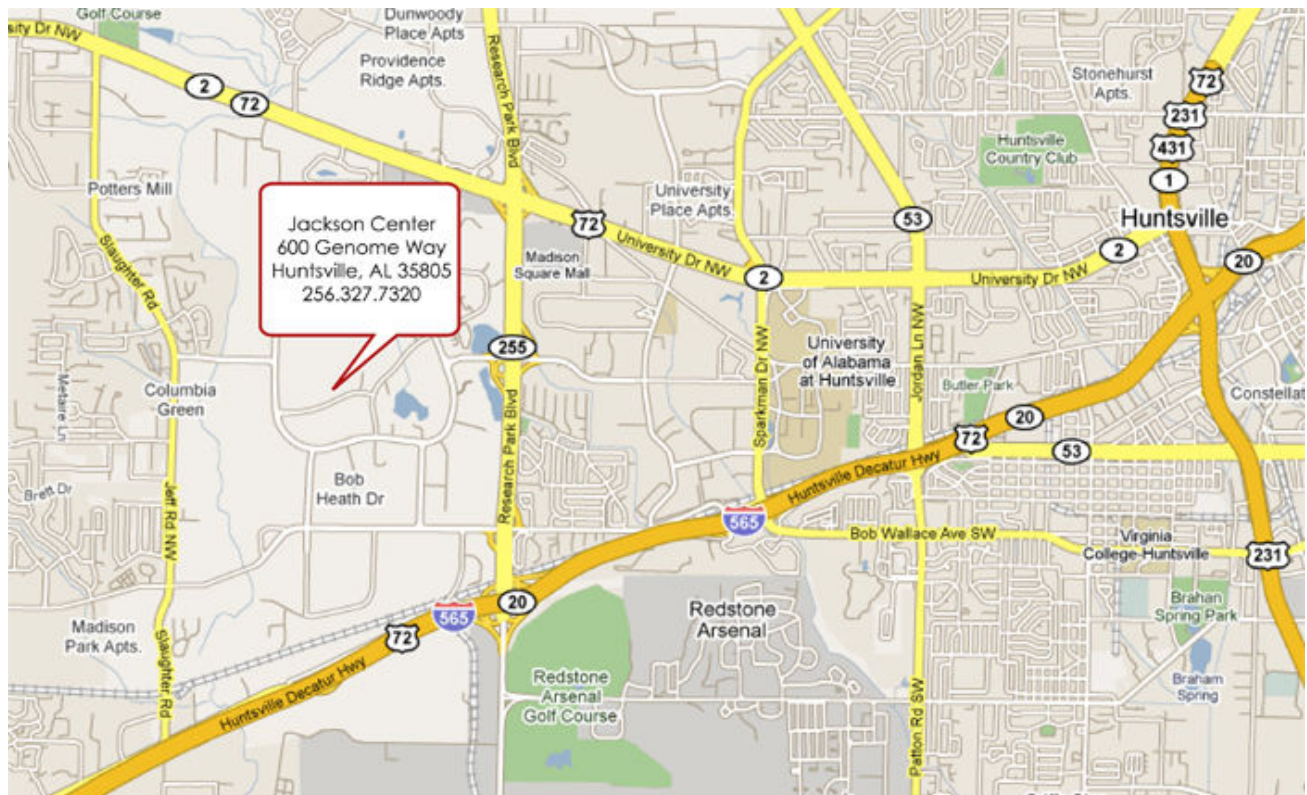 Golf Course
sity Dr NW
Dunwoody
Place Apts
Providence
Ridge Apts.
Research Park Blvd
2
72
Stonehurst
Apts.
72
231
431
1
Huntsville
Country Club
Potters Mill
Jackson Center
600 Genome Way
Huntsville, AL 35805
256.327.7320
University
Place Apts.
53
Huntsville
72
University Dr NW
Madison
Square Mall
2
University Dr NW
2
20
Slaughter Rd
255
Sparkman Dr NW
University
of Alabama
at Huntsville
Jordan Ln NW
Butler Park
Constellat
Metaire Ln
Columbia
Green
Research Park Blvd
72
20
53
Bob
Heath Dr
Brett Dr
Jeff Rd NW
Huntsville Decatur Hwy
565
Bob Wallace Ave SW
Virginia
College-Huntsville
231
Madison
Park Apts.
Slaughter Rd
72
565
20
Redstone
Arsenal
Brahan
Spring Park
Huntsville Decatur Hwy
Redstone
Arsenal
Golf Course
Patton Rd SW
Braham
Spring